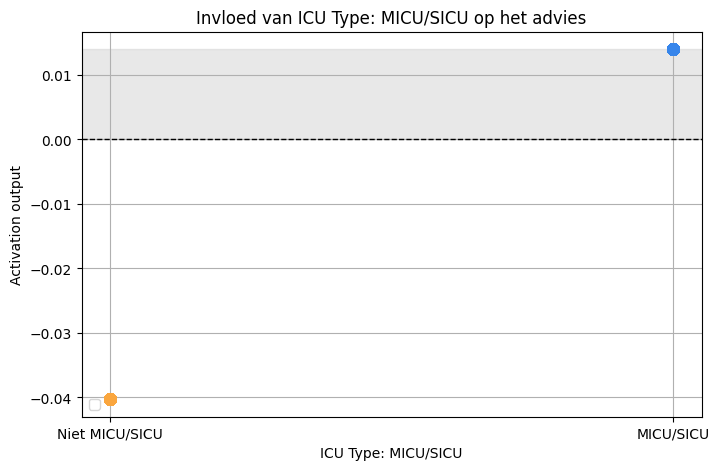 Invloed van ICU Type: MICU/SICU op het advies
Activation output
0.01
0.00
−0.01
−0.02
−0.03
−0.04
Niet MICU/SICU
MICU/SICU
ICU Type: MICU/SICU